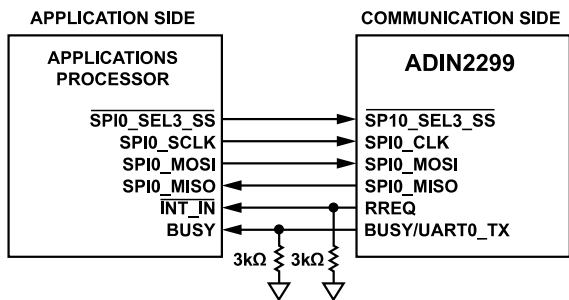 APPLICATION SIDE
COMMUNICATION SIDE
APPLICATIONS
PROCESSOR
ADIN2299
SPI0_SEL3_SS
SP10_SEL3_SS
SPI0_SCLK
SPI0_CLK
SPI0_MOSI
SPI0_MOSI
SPI0_MISO
SPI0_MISO
INT_IN
RREQ
BUSY
BUSY/UART0_TX
3kΩ
3kΩ